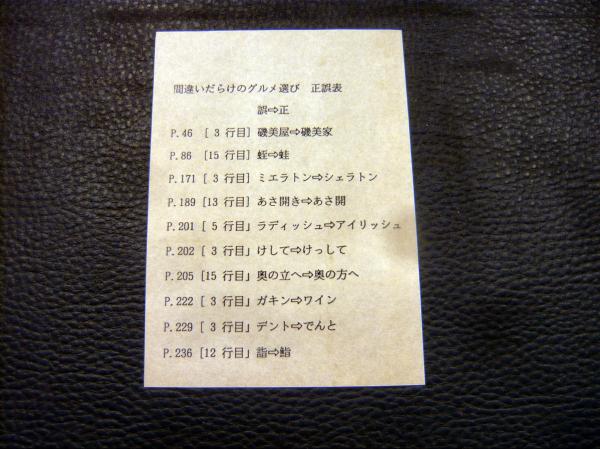 間違いだらけのグルメ選び 正誤表
誤⇨正
P.46 [ 3 行目] 磯美屋⇨磯美家
P.86 [15 行目] 蛭⇨蛙
P.171 [ 3 行目] ミエラトン⇨シェラトン
P.189 [13 行目] あさ開き⇨あさ開
P.201 [ 5 行目」 ラディッシュ⇨アイリッシュ
P.202 [ 3 行目」 けして⇨けっして
P.205 [15 行目」 奥の立へ⇨奥の方へ
P.222 [ 3 行目」 ガキン⇨ワイン
P.229 [ 3 行目」 デント⇨でんと
P.236 [12 行目」 詣⇨鮨